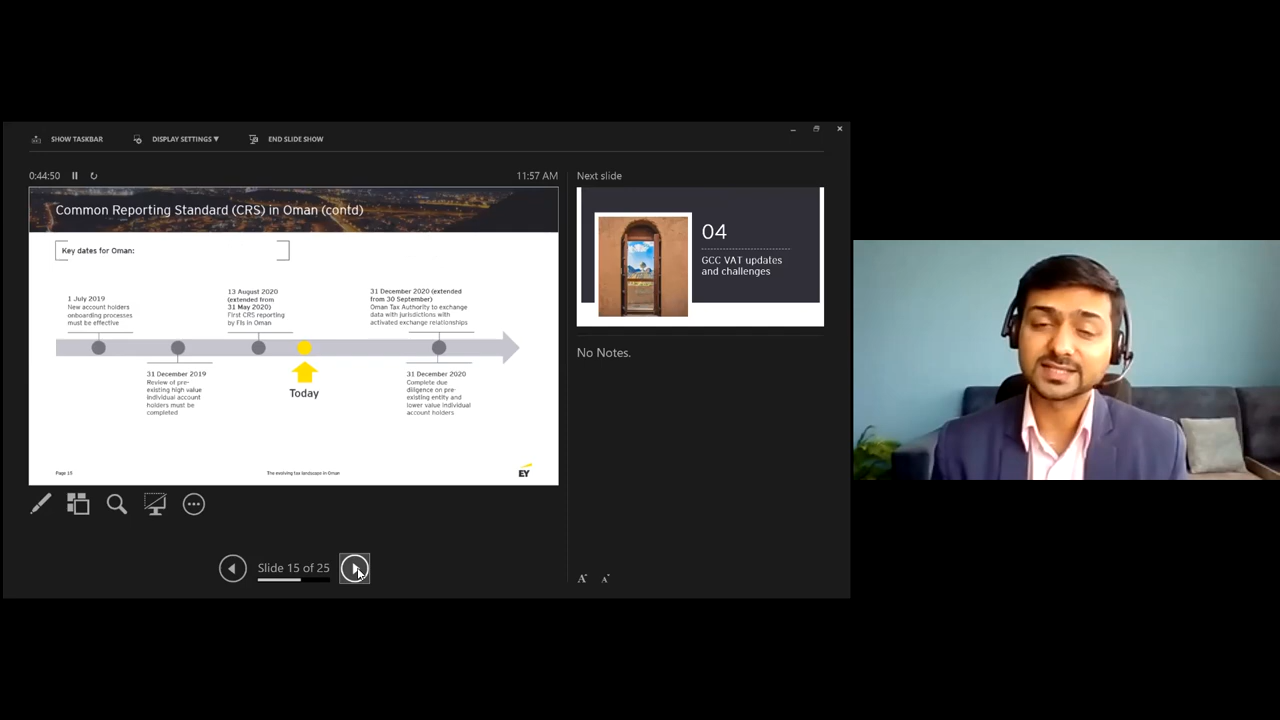 SHOW TASKBAR
DISPLAY SETTINGS ▼
END SLIDE SHOW
0:44:50
11:57 AM
Common Reporting Standard (CRS) in Oman (contd)
Key dates for Oman:
1 July 2019
New account holders
onboarding processes
must be effective
13 August 2020
(extended from
31 May 2020)
First CRS reporting
by FIs in Oman
31 December 2020 (extended
from 30 September)
Oman Tax Authority to exchange
data with jurisdictions with
activated exchange relationships
31 December 2019
Review of pre-
existing high value
individual account
holders must be
completed
Today
31 December 2020
Complete due
diligence on pre-
existing entity and
lower value individual
account holders
Page 15
The evolving tax landscape in Oman
EY
Slide 15 of 25
Next slide
04
GCC VAT updates
and challenges
No Notes.
A
A